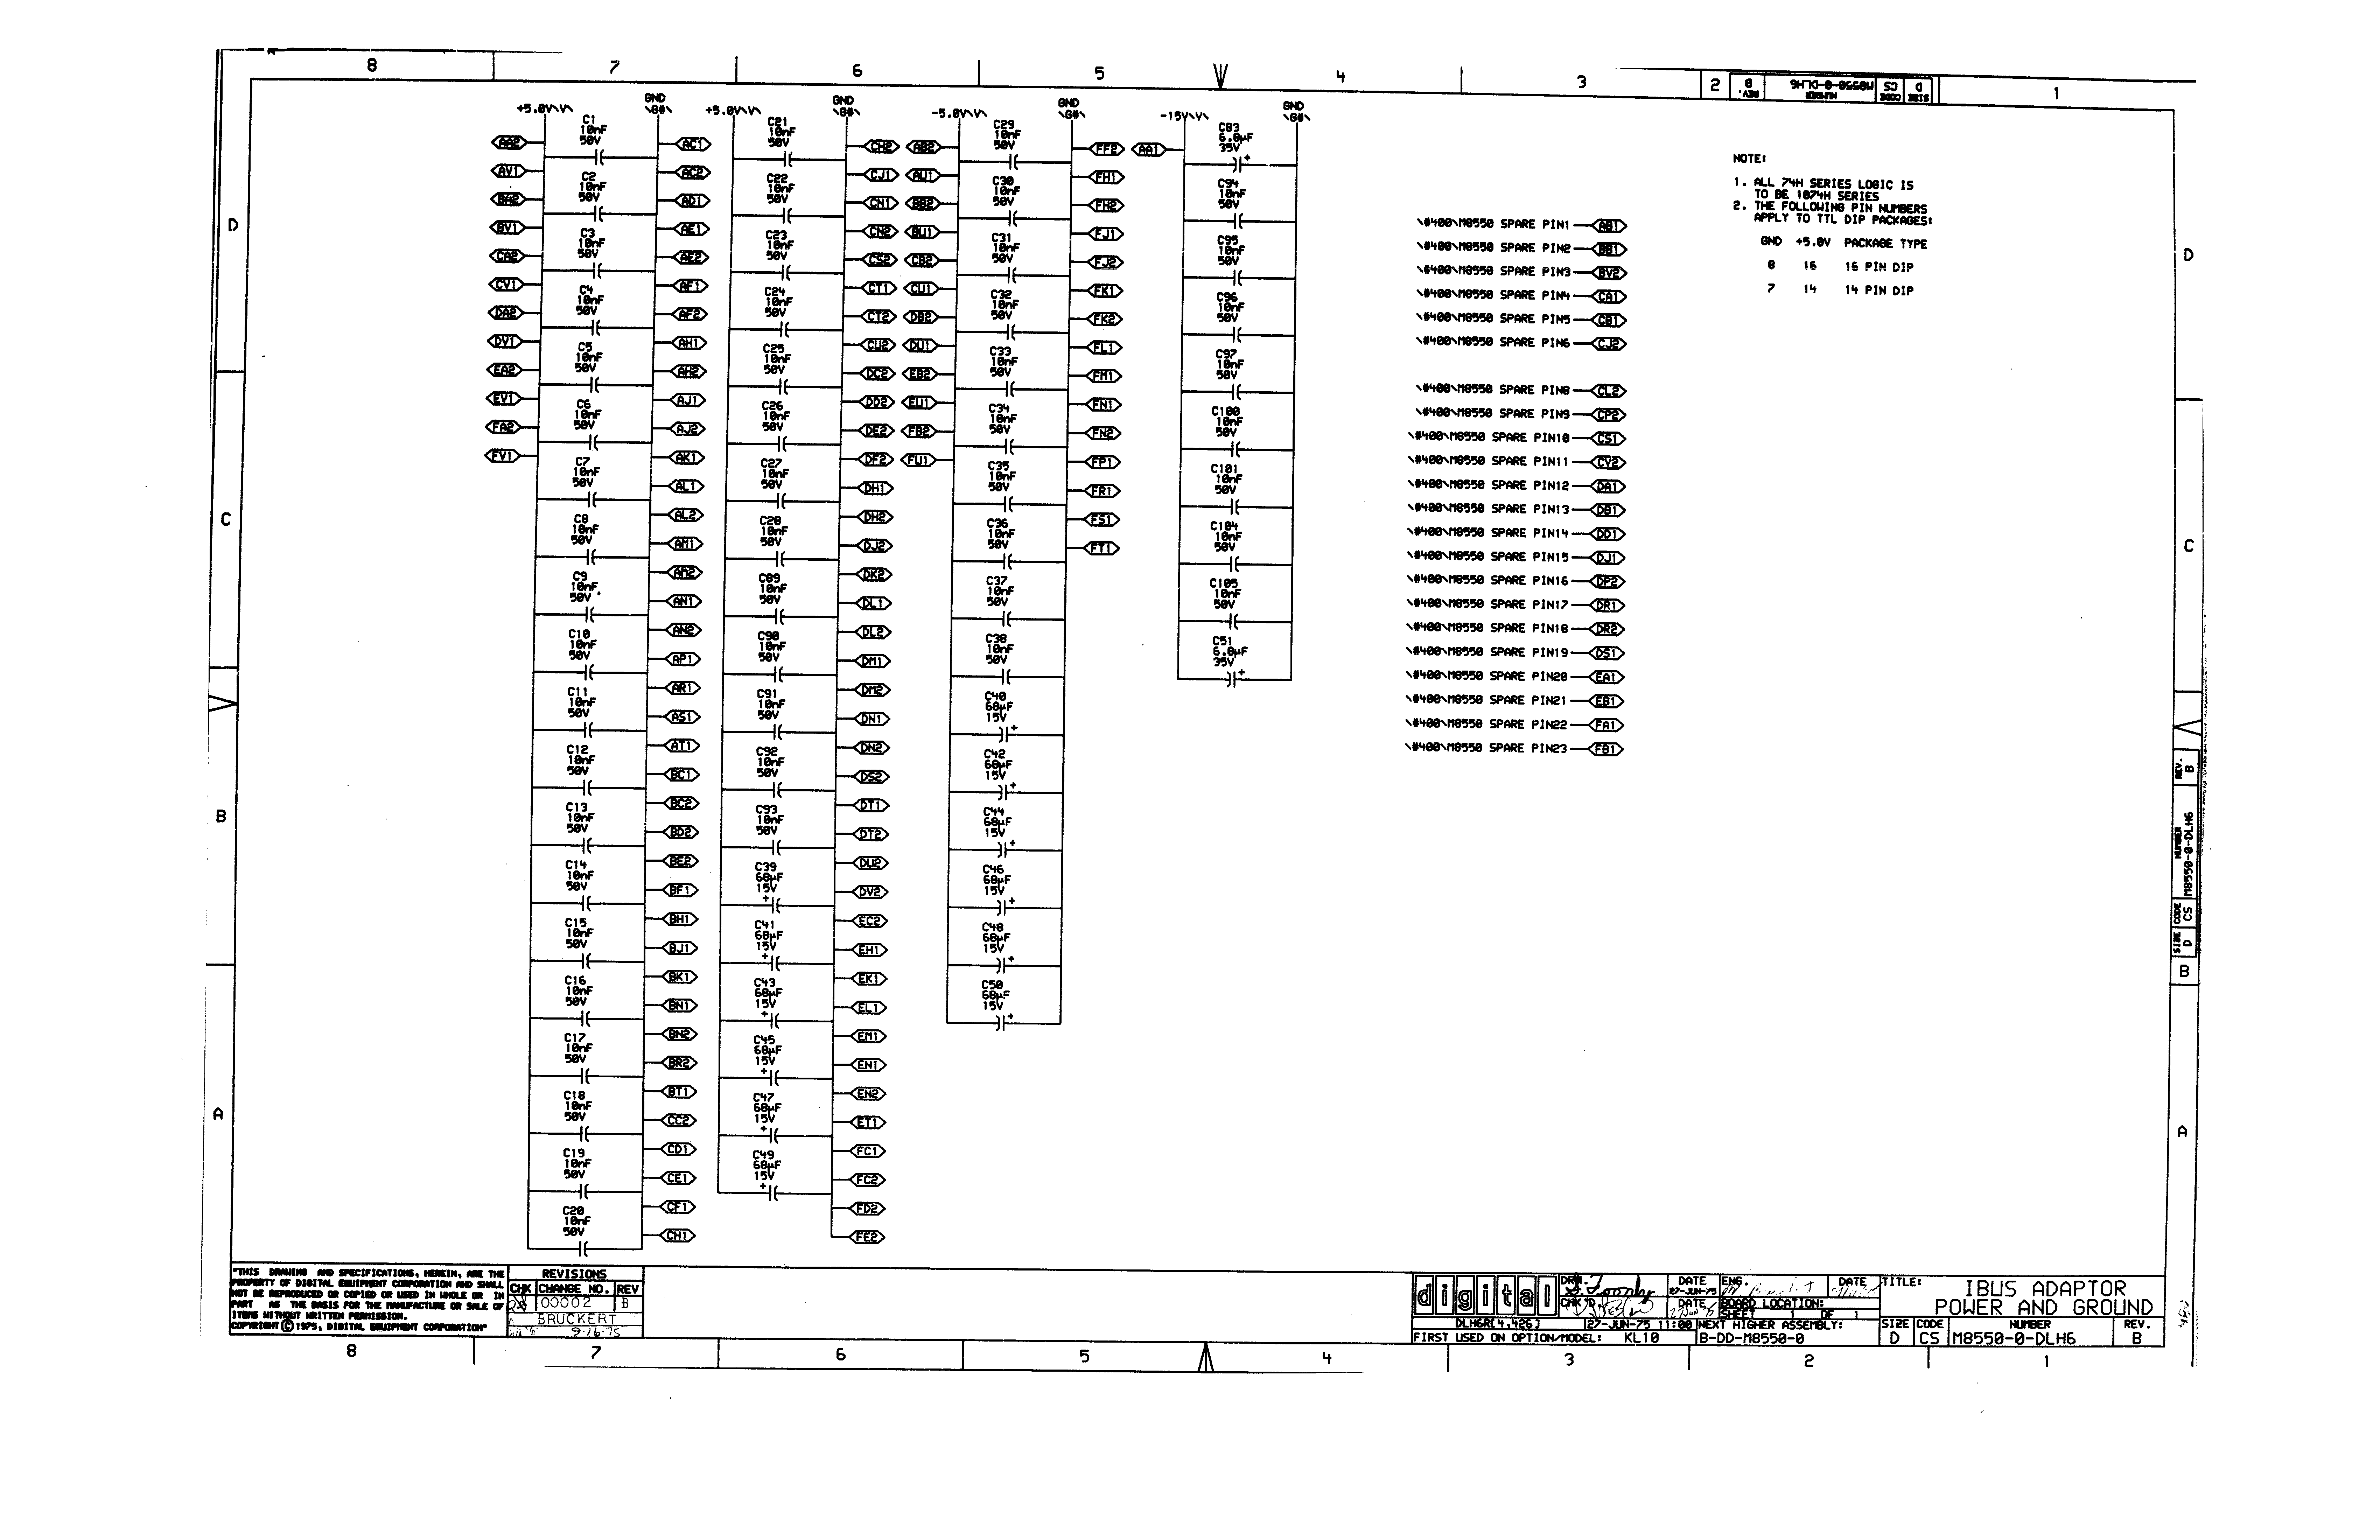 8 7 6 5 4 3 2 1
REV. B
NUMBER M8550-0-DLH6
CODE CS
SIZE D
+5.0V\V\ GND \G#\
C1 10nF 50V
C2 10nF 50V
C3 10nF 50V
C4 10nF 50V
C5 10nF 50V
C6 10nF 50V
C7 10nF 50V
C8 10nF 50V
C9 10nF 50V
C10 10nF 50V
C11 10nF 50V
C12 10nF 50V
C13 10nF 50V
C14 10nF 50V
C15 10nF 50V
C16 10nF 50V
C17 10nF 50V
C18 10nF 50V
C19 10nF 50V
C20 10nF 50V
AA2
AV1
BA2
BV1
CA2
CV1
DA2
DV1
EA2
EV1
FA2
FV1
AC1
AC2
AD1
AE1
AE2
AF1
AF2
AH1
AH2
AJ1
AJ2
AK1
AL1
AL2
AM1
AM2
AN1
AN2
AP1
AR1
AS1
AT1
BC1
BC2
BD2
BE2
BF1
BH1
BJ1
BK1
BN1
BN2
BR2
BT1
CC2
CD1
CE1
CF1
CH1
+5.0V\V\ GND \G#\
C21 10nF 50V
C22 10nF 50V
C23 10nF 50V
C24 10nF 50V
C25 10nF 50V
C26 10nF 50V
C27 10nF 50V
C28 10nF 50V
C89 10nF 50V
C90 10nF 50V
C91 10nF 50V
C92 10nF 50V
C93 10nF 50V
C39 68µF 15V +
C41 68µF 15V +
C43 68µF 15V +
C45 68µF 15V +
C47 68µF 15V +
C49 68µF 15V +
CH2
CJ1
CN1
CN2
CS2
CT1
CT2
CU2
DC2
DD2
DE2
DF2
DH1
DH2
DJ2
DK2
DL1
DL2
DM1
DM2
DN1
DN2
DS2
DT1
DT2
DU2
DV2
EC2
EH1
EK1
EL1
EM1
EN1
EN2
ET1
FC1
FC2
FD2
FE2
-5.0V\V\ GND \G#\
AB2
AU1
BB2
BU1
CB2
CU1
DB2
DU1
EB2
EU1
FB2
FU1
C29 10nF 50V
C30 10nF 50V
C31 10nF 50V
C32 10nF 50V
C33 10nF 50V
C34 10nF 50V
C35 10nF 50V
C36 10nF 50V
C37 10nF 50V
C38 10nF 50V
C40 68µF 15V +
C42 68µF 15V +
C44 68µF 15V +
C46 68µF 15V +
C48 68µF 15V +
C50 68µF 15V +
FF2
FH1
FH2
FJ1
FJ2
FK1
FK2
FL1
FM1
FN1
FN2
FP1
FR1
FS1
FT1
-15V\V\ GND \G#\
AA1
C83 6.8µF 35V +
C94 10nF 50V
C95 10nF 50V
C96 10nF 50V
C97 10nF 50V
C100 10nF 50V
C101 10nF 50V
C104 10nF 50V
C105 10nF 50V
C51 6.8µF 35V +
\#400\M8550 SPARE PIN1 AB1
\#400\M8550 SPARE PIN2 BB1
\#400\M8550 SPARE PIN3 BV2
\#400\M8550 SPARE PIN4 CA1
\#400\M8550 SPARE PIN5 CB1
\#400\M8550 SPARE PIN6 CJ2
\#400\M8550 SPARE PIN8 CL2
\#400\M8550 SPARE PIN9 CP2
\#400\M8550 SPARE PIN10 CS1
\#400\M8550 SPARE PIN11 CV2
\#400\M8550 SPARE PIN12 DA1
\#400\M8550 SPARE PIN13 DB1
\#400\M8550 SPARE PIN14 DD1
\#400\M8550 SPARE PIN15 DJ1
\#400\M8550 SPARE PIN16 DP2
\#400\M8550 SPARE PIN17 DR1
\#400\M8550 SPARE PIN18 DR2
\#400\M8550 SPARE PIN19 DS1
\#400\M8550 SPARE PIN20 EA1
\#400\M8550 SPARE PIN21 EB1
\#400\M8550 SPARE PIN22 FA1
\#400\M8550 SPARE PIN23 FB1
NOTE:
1. ALL 74H SERIES LOGIC IS
TO BE 1074H SERIES
2. THE FOLLOWING PIN NUMBERS
APPLY TO TTL DIP PACKAGES:
GND +5.0V PACKAGE TYPE
8 16 16 PIN DIP
7 14 14 PIN DIP
D
C
B
A
D
C
B
A
SIZE D CODE CS NUMBER M8550-0-DLH6 REV. B
"THIS DRAWING AND SPECIFICATIONS, HEREIN, ARE THE
PROPERTY OF DIGITAL EQUIPMENT CORPORATION AND SHALL
NOT BE REPRODUCED OR COPIED OR USED IN WHOLE OR IN
PART AS THE BASIS FOR THE MANUFACTURE OR SALE OF
ITEMS WITHOUT WRITTEN PERMISSION.
COPYRIGHT © 1975, DIGITAL EQUIPMENT CORPORATION"
REVISIONS
CHK CHANGE NO. REV
00002 B
BRUCKERT
9-16-75
digital
DRN. DATE 27-JUN-75
CHK'D DATE
ENG. DATE
BOARD LOCATION:
SHEET 1 OF 1
DLH6R[4,426] 27-JUN-75 11:00 NEXT HIGHER ASSEMBLY:
FIRST USED ON OPTION/MODEL: KL10 B-DD-M8550-0
TITLE: IBUS ADAPTOR
POWER AND GROUND
SIZE CODE NUMBER REV.
D CS M8550-0-DLH6 B
8 7 6 5 4 3 2 1